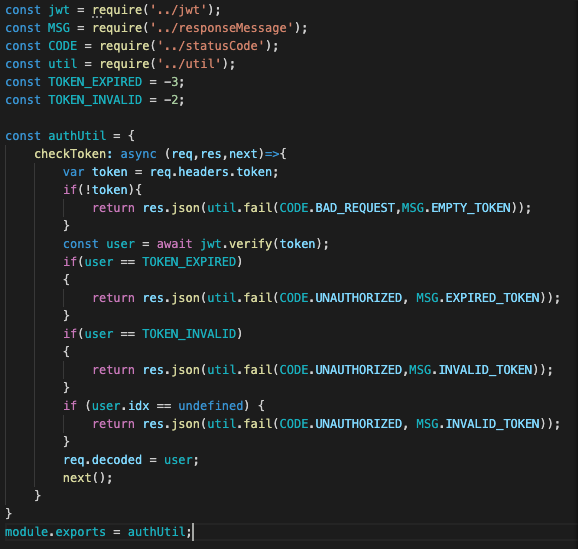 const jwt = require('../jwt');
const MSG = require('../responseMessage');
const CODE = require('../statusCode');
const util = require('../util');
const TOKEN_EXPIRED = -3;
const TOKEN_INVALID = -2;

const authUtil = {
    checkToken: async (req,res,next)=>{
        var token = req.headers.token;
        if(!token){
            return res.json(util.fail(CODE.BAD_REQUEST,MSG.EMPTY_TOKEN));
        }
        const user = await jwt.verify(token);
        if(user == TOKEN_EXPIRED)
        {
            return res.json(util.fail(CODE.UNAUTHORIZED, MSG.EXPIRED_TOKEN));
        }
        if(user == TOKEN_INVALID)
        {
            return res.json(util.fail(CODE.UNAUTHORIZED,MSG.INVALID_TOKEN));
        }
        if (user.idx == undefined) {
            return res.json(util.fail(CODE.UNAUTHORIZED, MSG.INVALID_TOKEN));
        }
        req.decoded = user;
        next();
    }
}
module.exports = authUtil;